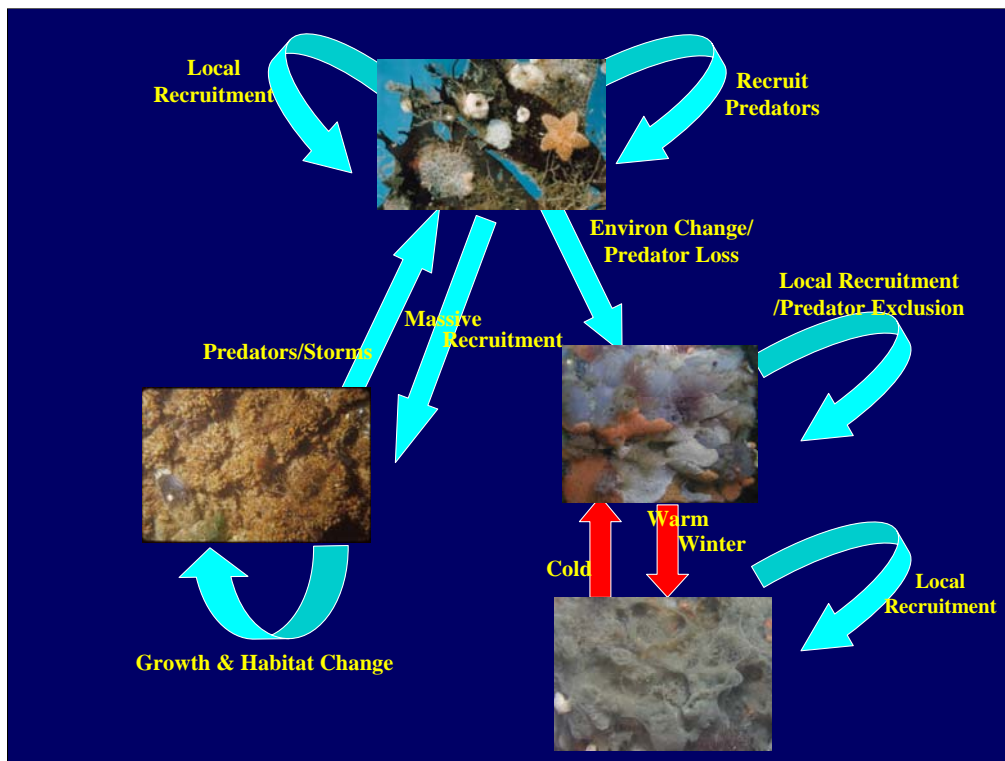 Local
Recruitment
Recruit
Predators
Environ Change/
Predator Loss
Local Recruitment
/Predator Exclusion
Massive
Recruitment
Predators/Storms
Warm
Winter
Cold
Local
Recruitment
Growth & Habitat Change